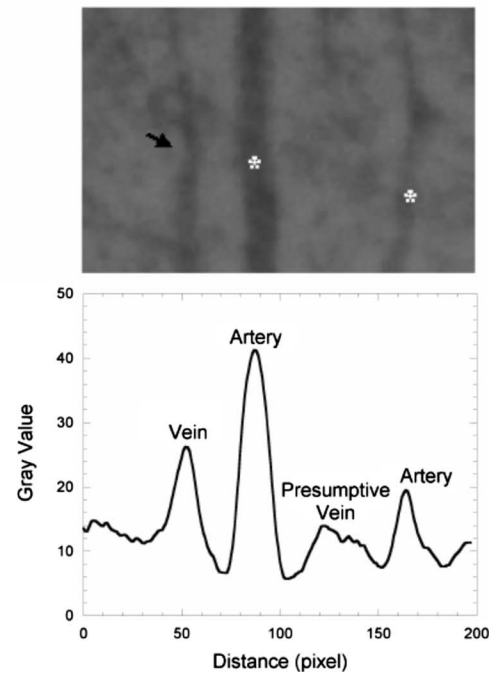 *
*
50
Artery
40
Vein
30
Presumptive
Vein
Artery
20
10
0
0 50 100 150 200
Gray Value
Distance (pixel)